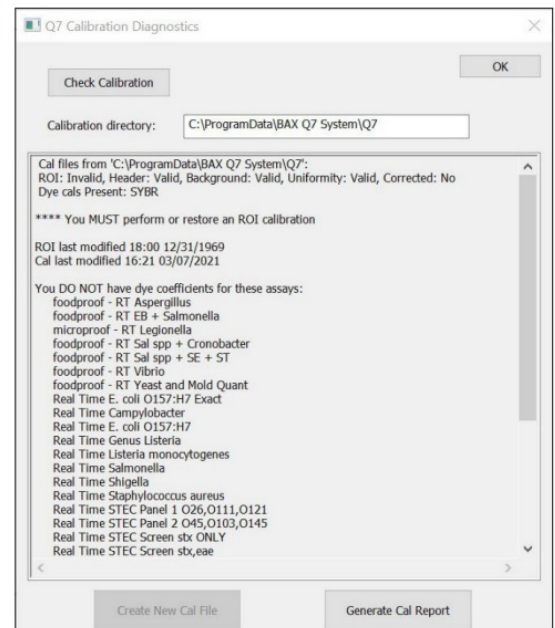 Q7 Calibration Diagnostics
OK
Check Calibration
Calibration directory: C:\ProgramData\BAX Q7 System\Q7
Cal files from 'C:\ProgramData\BAX Q7 System\Q7':
ROI: Invalid, Header: Valid, Background: Valid, Uniformity: Valid, Corrected: No
Dye cals Present: SYBR
**** You MUST perform or restore an ROI calibration
ROI last modified 18:00 12/31/1969
Cal last modified 16:21 03/07/2021
You DO NOT have dye coefficients for these assays:
foodproof - RT Aspergillus
foodproof - RT EB + Salmonella
microproof - RT Legionella
foodproof - RT Sal spp + Cronobacter
foodproof - RT Sal spp + SE + ST
foodproof - RT Vibrio
foodproof - RT Yeast and Mold Quant
Real Time E. coli O157:H7 Exact
Real Time Campylobacter
Real Time E. coli O157:H7
Real Time Genus Listeria
Real Time Listeria monocytogenes
Real Time Salmonella
Real Time Shigella
Real Time Staphylococcus aureus
Real Time STEC Panel 1 O26,O111,O121
Real Time STEC Panel 2 O45,O103,O145
Real Time STEC Screen stx ONLY
Real Time STEC Screen stx,eae
Create New Cal File
Generate Cal Report